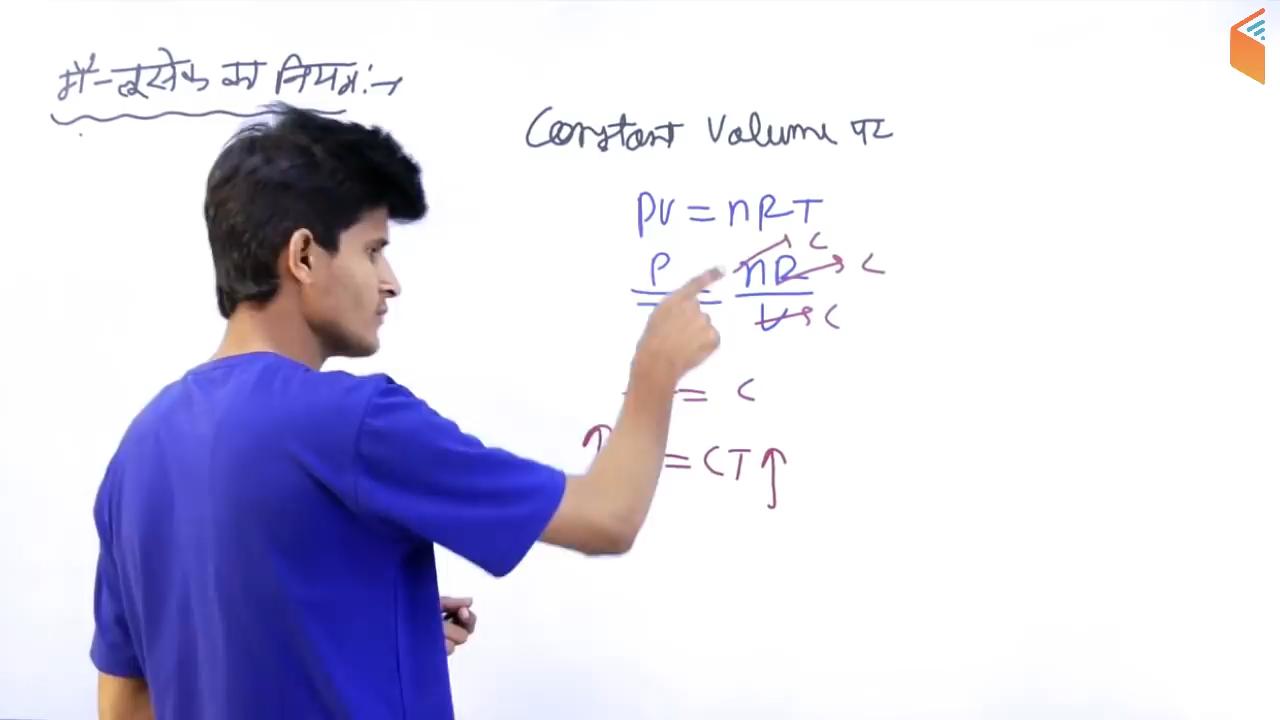 गै-लुसैक का नियम:→
Constant Volume पर
PV = nRT
P = nR → C → C
V → C
= C
↑ = CT ↑